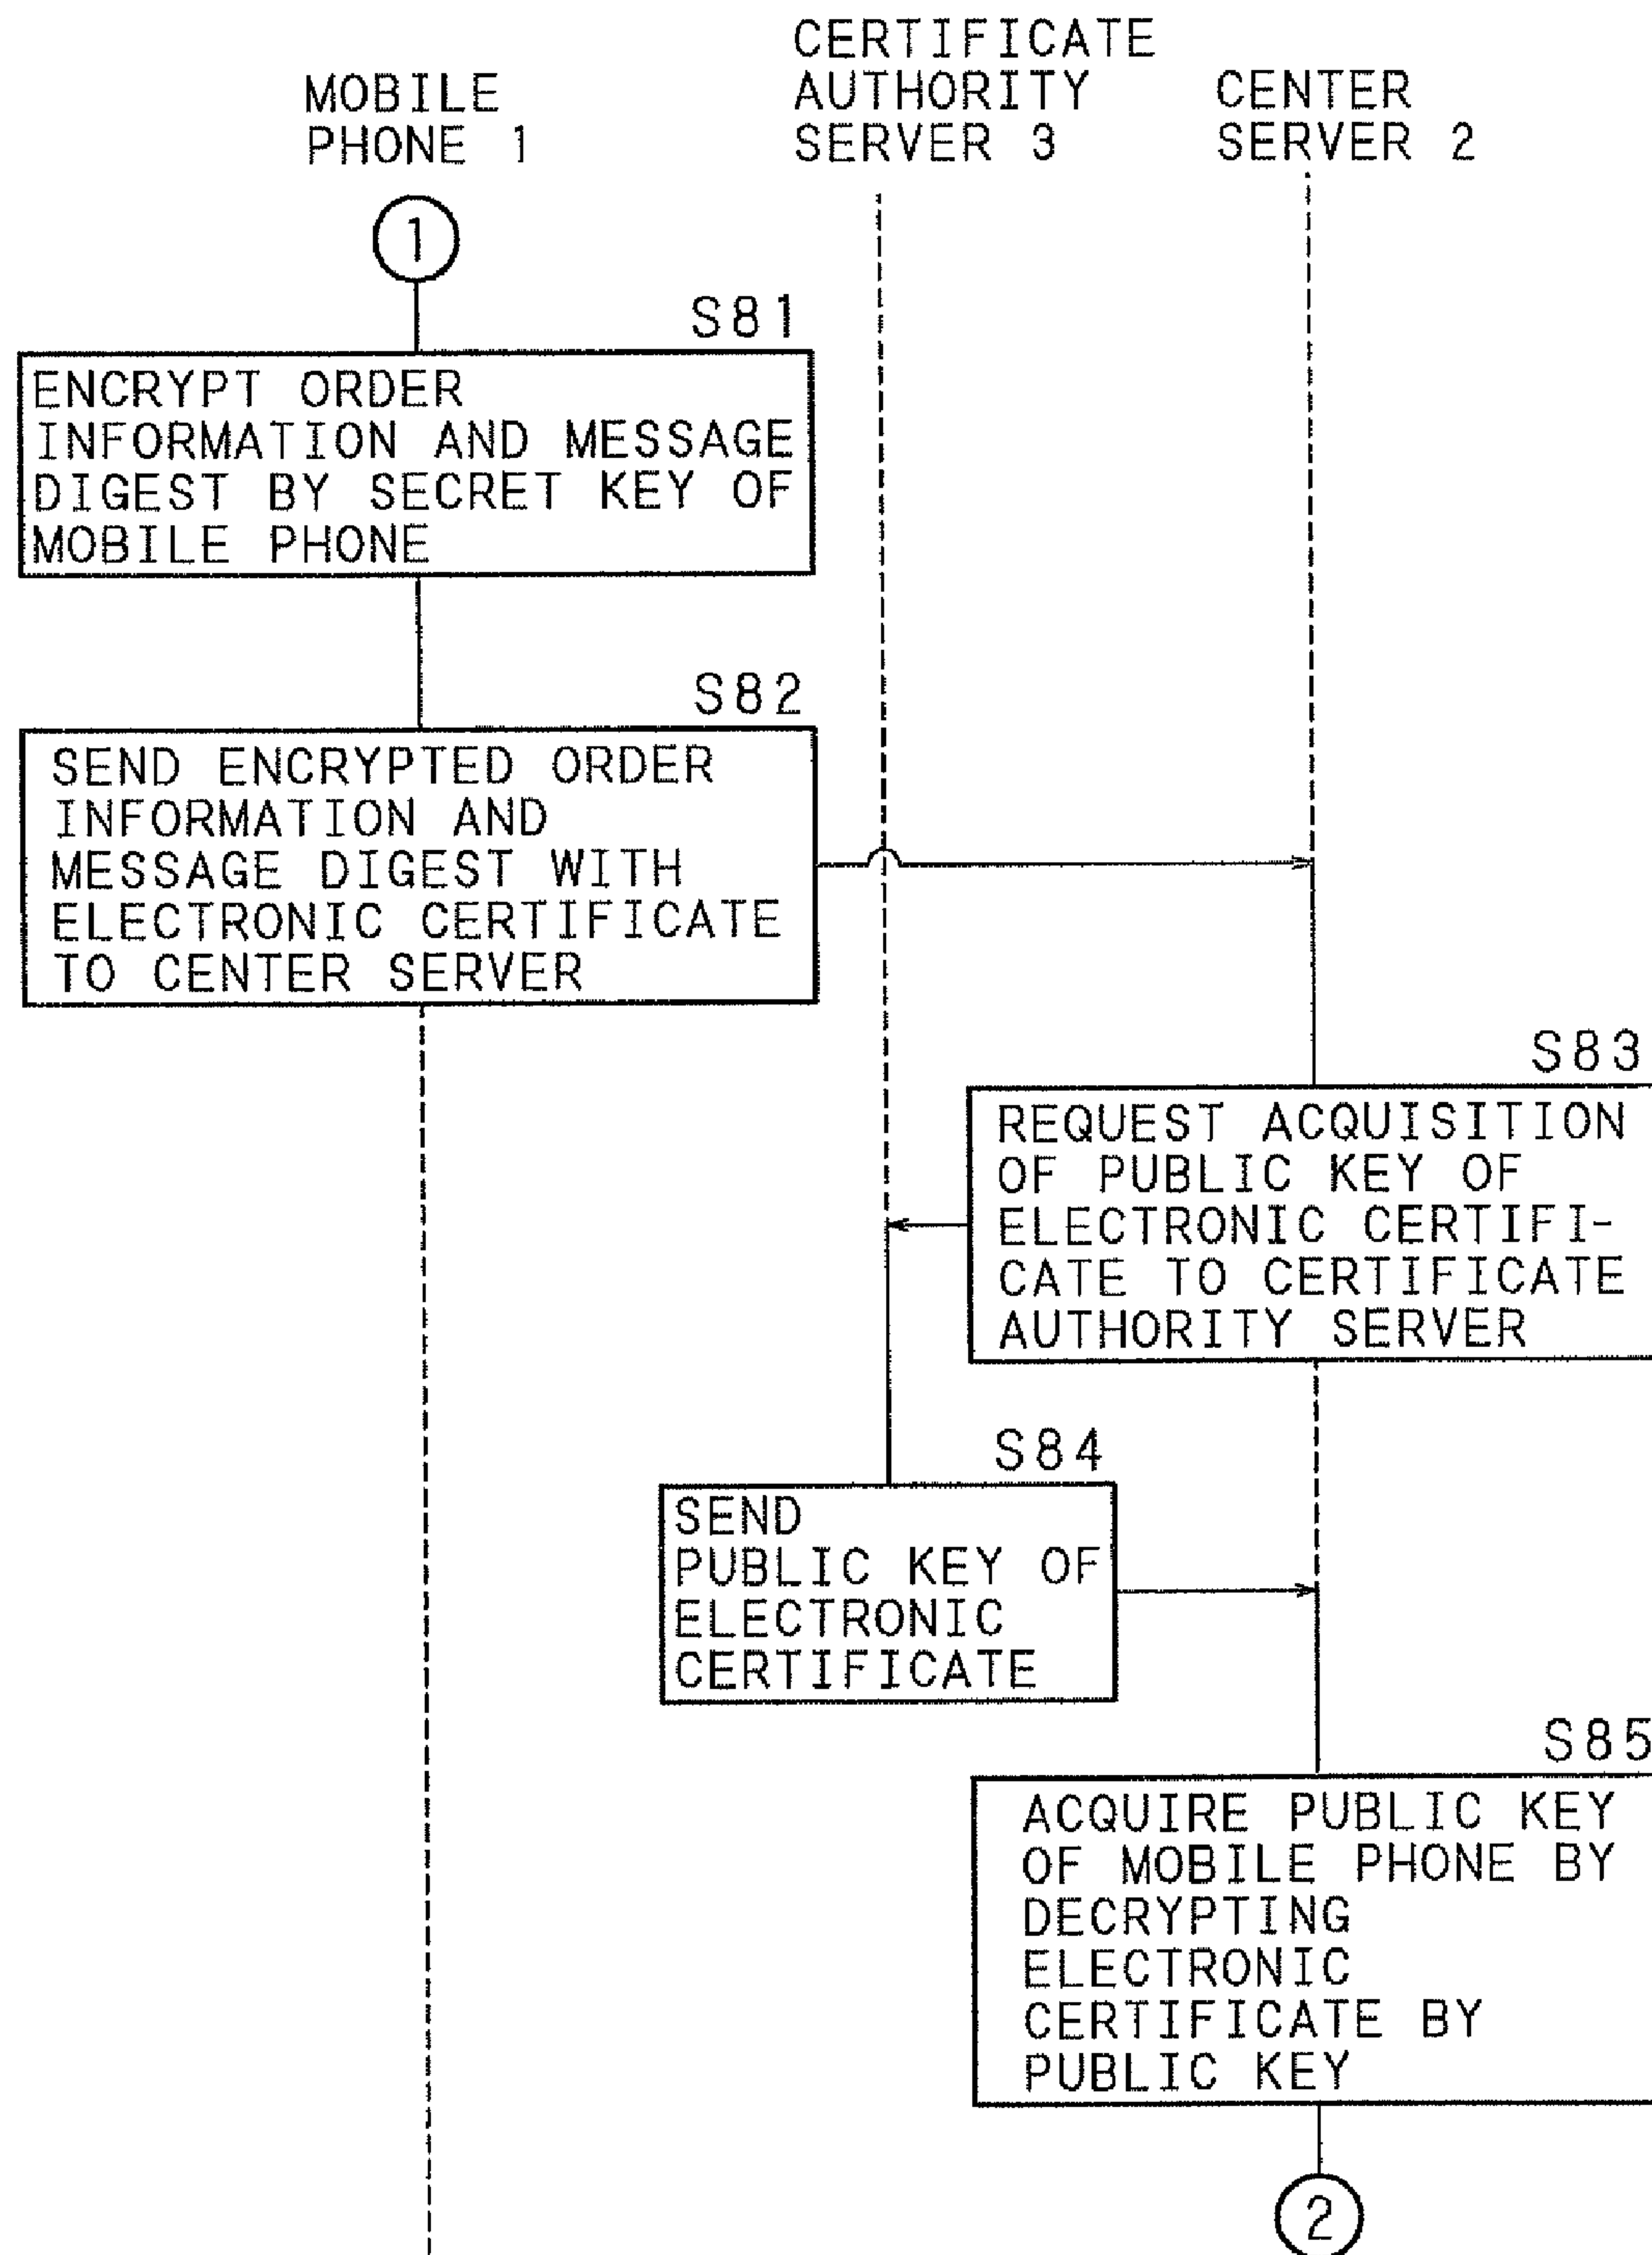 MOBILE
PHONE 1
CERTIFICATE
AUTHORITY
SERVER 3
CENTER
SERVER 2
1
S81
ENCRYPT ORDER
INFORMATION AND MESSAGE
DIGEST BY SECRET KEY OF
MOBILE PHONE
S82
SEND ENCRYPTED ORDER
INFORMATION AND
MESSAGE DIGEST WITH
ELECTRONIC CERTIFICATE
TO CENTER SERVER
S83
REQUEST ACQUISITION
OF PUBLIC KEY OF
ELECTRONIC CERTIFI-
CATE TO CERTIFICATE
AUTHORITY SERVER
S84
SEND
PUBLIC KEY OF
ELECTRONIC
CERTIFICATE
S85
ACQUIRE PUBLIC KEY
OF MOBILE PHONE BY
DECRYPTING
ELECTRONIC
CERTIFICATE BY
PUBLIC KEY
2